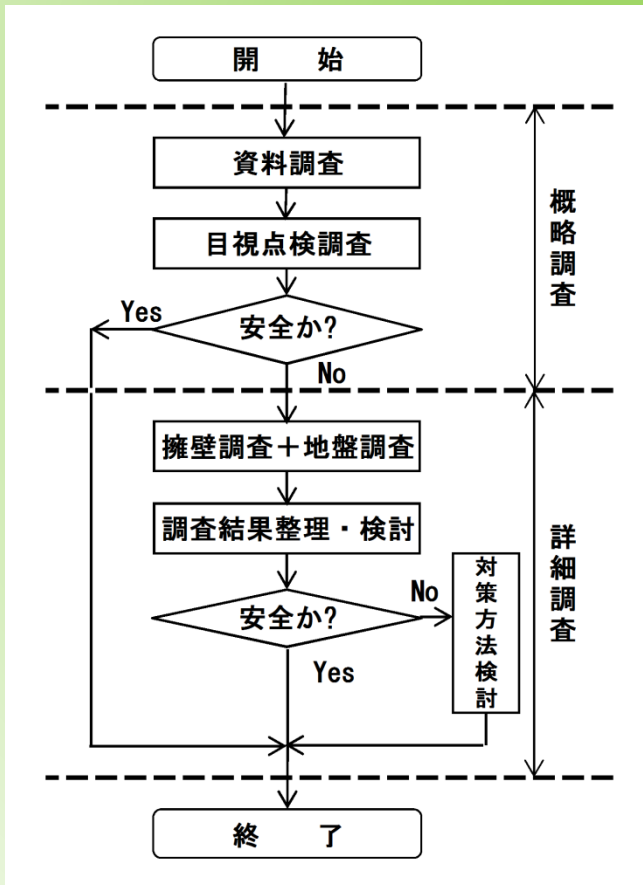 開　始
資料調査
目視点検調査
安全か?
Yes
No
概略調査
擁壁調査＋地盤調査
調査結果整理・検討
安全か?
No
Yes
対策方法検討
詳細調査
終　了